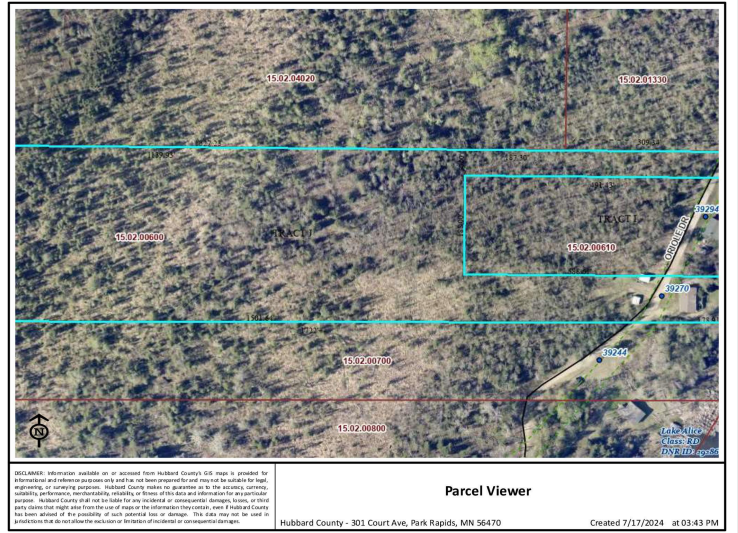 15.02.04020
15.02.01330
TRACT I
15.02.00600
15.02.00610
ORIOLE DR
39294
39270
39244
15.02.00700
15.02.00800
Lake Alice
Class: RD
DNR ID:
N
DISCLAIMER: Information available on or accessed from Hubbard County's GIS maps is provided for
informational and reference purposes only and has not been prepared for and may not be suitable for legal,
engineering, or surveying purposes. Hubbard County makes no guarantee as to the accuracy, currency,
suitability, performance, merchantability, reliability, or fitness of this data and information for any particular
purpose. Hubbard County shall not be liable for any incidental or consequential damages, losses, or third
party claims that might arise from the use of maps or the information they contain, even if Hubbard County
has been advised of the possibility of such potential loss or damage. This data may not be used in
jurisdictions that do not allow the exclusion or limitation of incidental or consequential damages.
Parcel Viewer
Hubbard County - 301 Court Ave, Park Rapids, MN 56470
Created 7/17/2024 at 03:43 PM